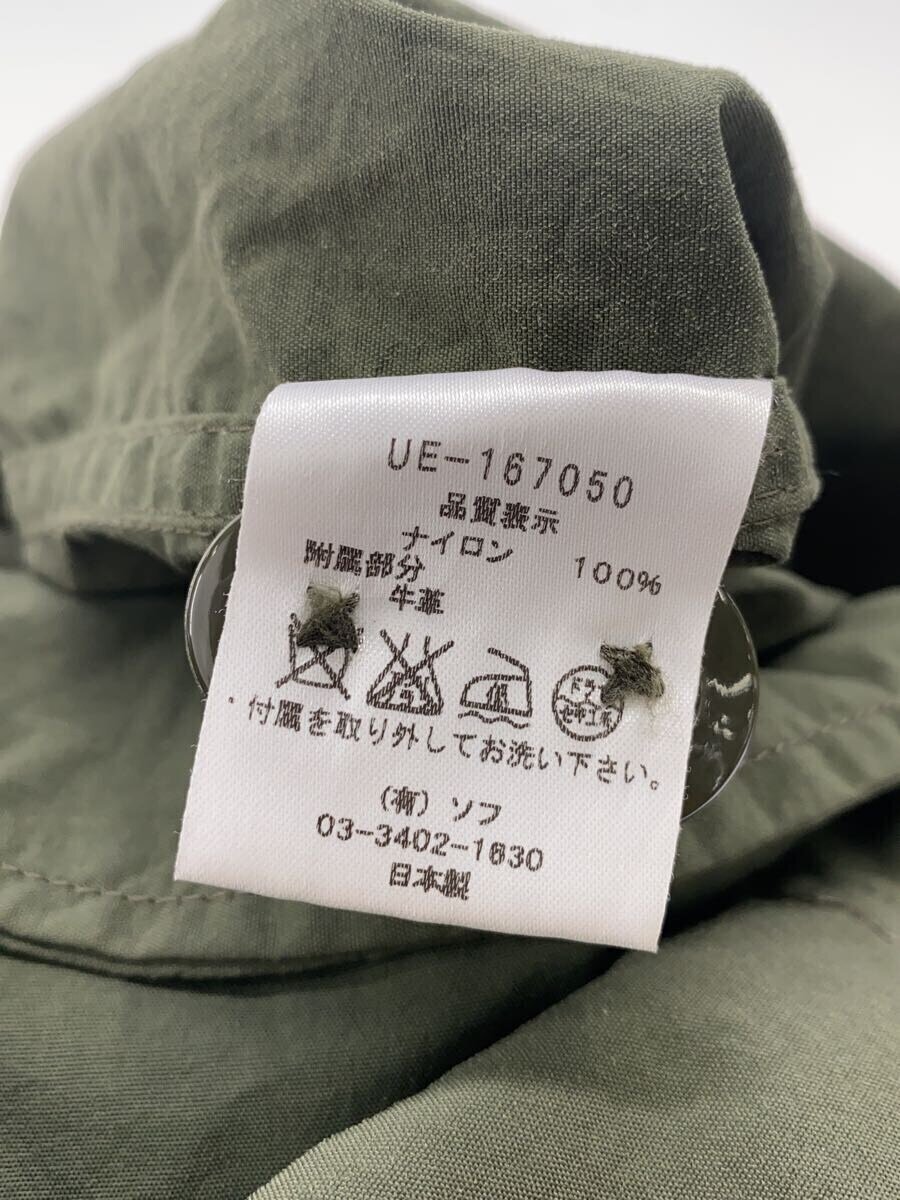 UE-167050
品質表示
ナイロン 100%
附属部分
牛革
・付属を取り外してお洗い下さい。
(有) ソフ
03-3402-1630
日本製